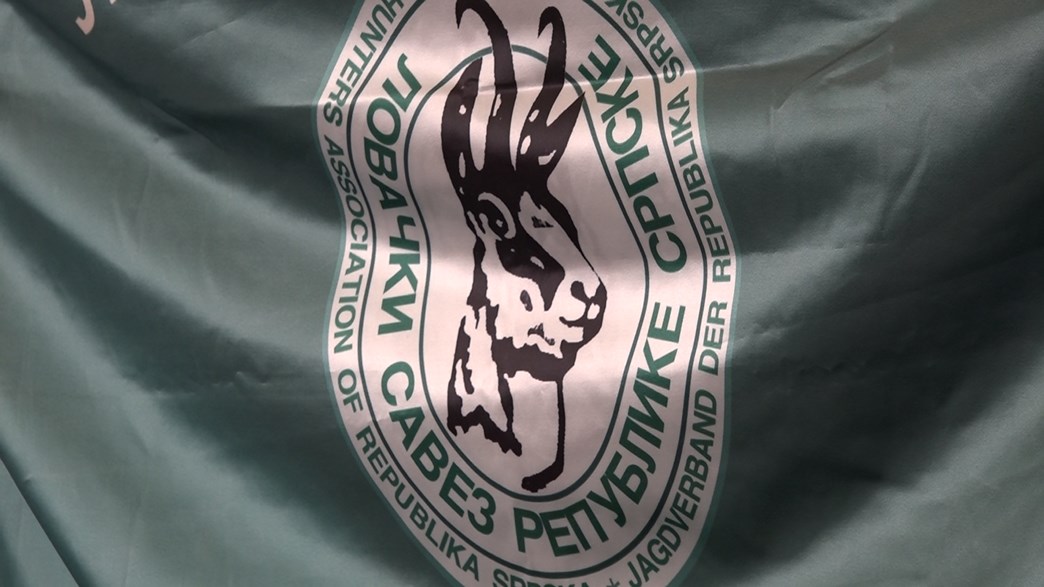 ЛОВАЧКИ САВЕЗ РЕПУБЛИКЕ СРПСКЕ
HUNTERS ASSOCIATION OF REPUBLIKA SRPSKA * JAGDVERBAND DER REPUBLIKA SRPSKA